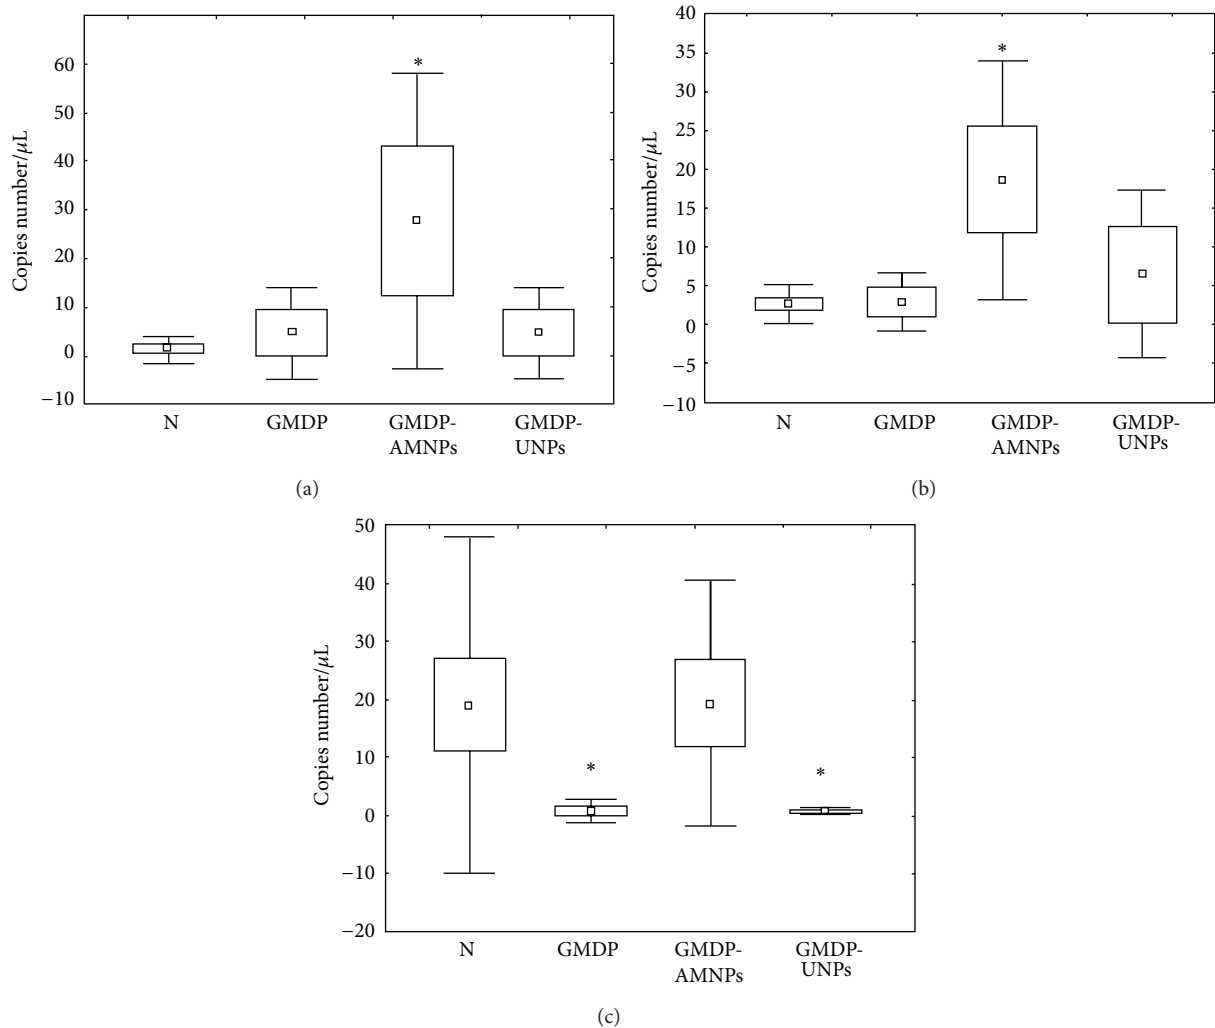 60
50
40
30
20
10
0
−10
Copies number/μL
*
N
GMDP
GMDP-
AMNPs
GMDP-
UNPs
(a)
40
35
30
25
20
15
10
5
0
−5
−10
Copies number/μL
*
N
GMDP
GMDP-
AMNPs
GMDP-
UNPs
(b)
50
40
30
20
10
0
−10
−20
Copies number/μL
*
*
N
GMDP
GMDP-
AMNPs
GMDP-
UNPs
(c)